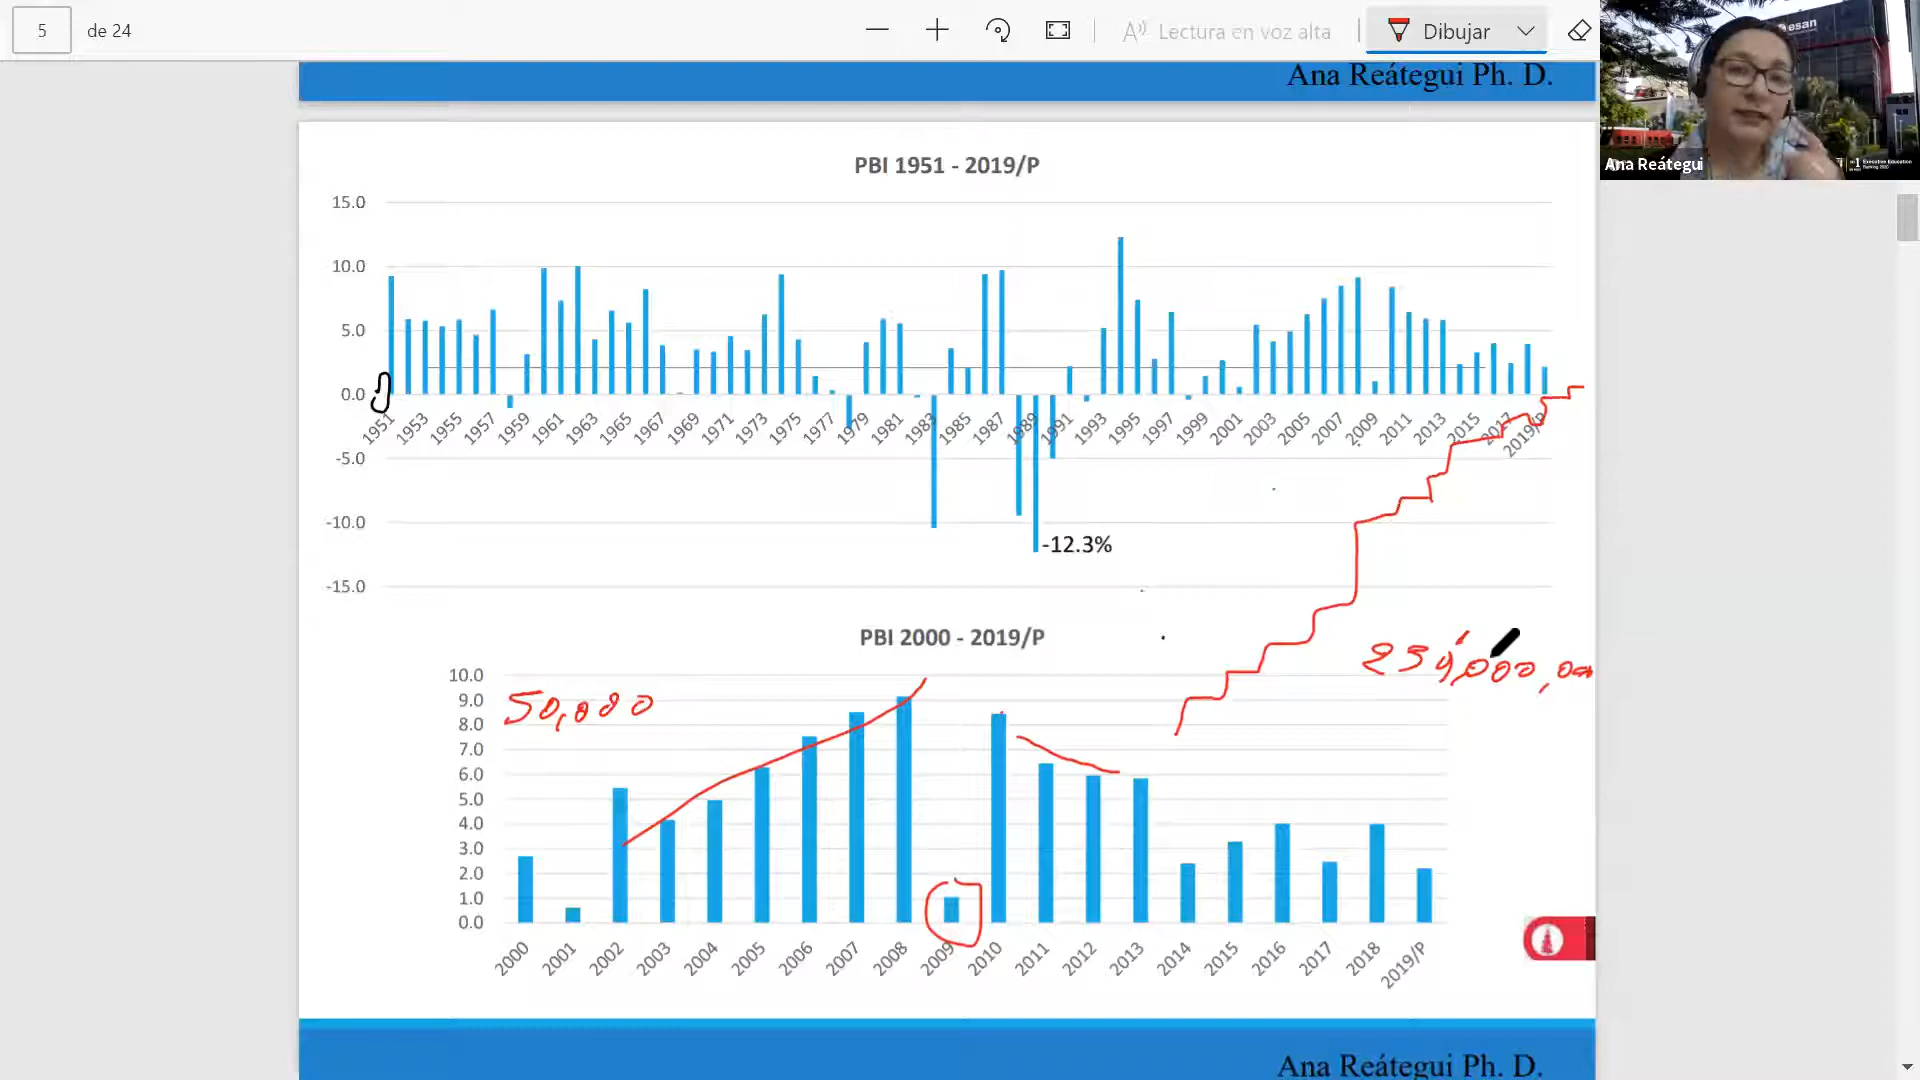 5 de 24
Lectura en voz alta
Dibujar
Ana Reátegui Ph. D.
esan
Ana Reátegui
PBI 1951 - 2019/P
15.0
10.0
5.0
0.0
-5.0
-10.0
-15.0
1951 1953 1955 1957 1959 1961 1963 1965 1967 1969 1971 1973 1975 1977 1979 1981 1983 1985 1987 1989 1991 1993 1995 1997 1999 2001 2003 2005 2007 2009 2011 2013 2015 2017 2019/P
-12.3%
PBI 2000 - 2019/P
10.0
9.0
8.0
7.0
6.0
5.0
4.0
3.0
2.0
1.0
0.0
50,000
2000 2001 2002 2003 2004 2005 2006 2007 2008 2009 2010 2011 2012 2013 2014 2015 2016 2017 2018 2019/P
Ana Reátegui Ph. D.